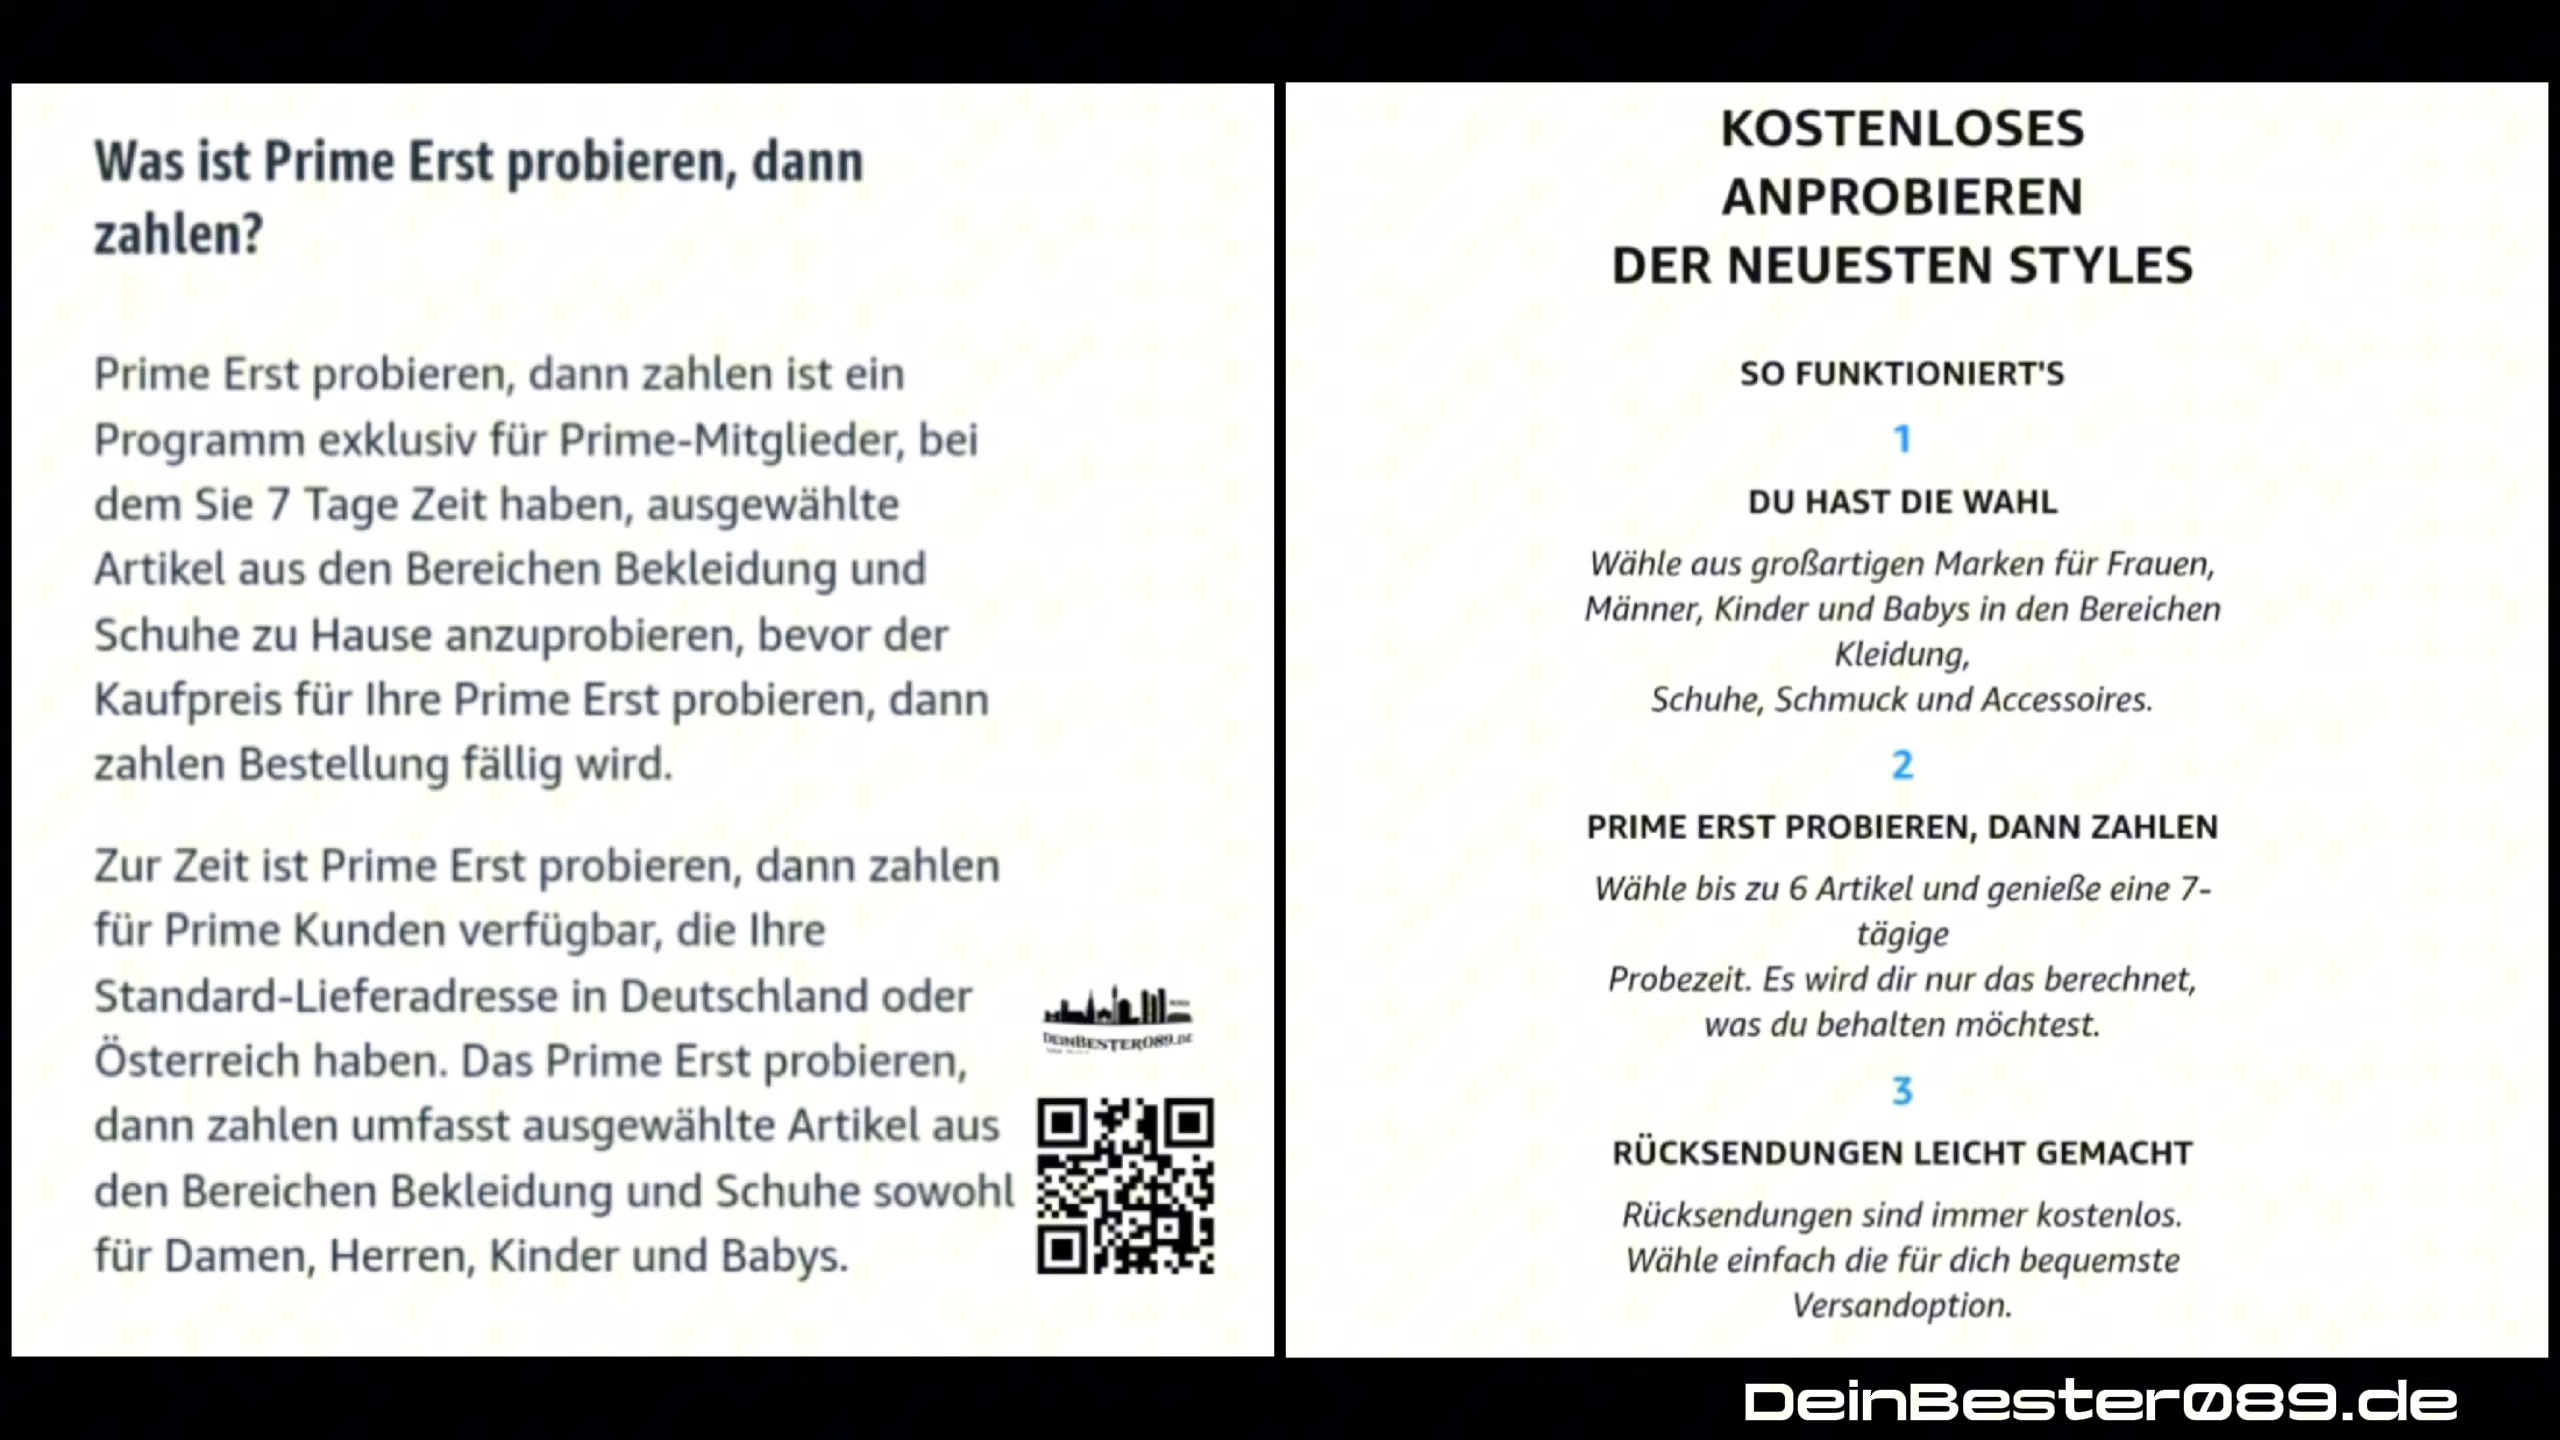 Was ist Prime Erst probieren, dann
zahlen?
Prime Erst probieren, dann zahlen ist ein
Programm exklusiv für Prime-Mitglieder, bei
dem Sie 7 Tage Zeit haben, ausgewählte
Artikel aus den Bereichen Bekleidung und
Schuhe zu Hause anzuprobieren, bevor der
Kaufpreis für Ihre Prime Erst probieren, dann
zahlen Bestellung fällig wird.
Zur Zeit ist Prime Erst probieren, dann zahlen
für Prime Kunden verfügbar, die Ihre
Standard-Lieferadresse in Deutschland oder
Österreich haben. Das Prime Erst probieren,
dann zahlen umfasst ausgewählte Artikel aus
den Bereichen Bekleidung und Schuhe sowohl
für Damen, Herren, Kinder und Babys.
DEINBESTER089.DE
KOSTENLOSES
ANPROBIEREN
DER NEUESTEN STYLES
SO FUNKTIONIERT'S
1
DU HAST DIE WAHL
Wähle aus großartigen Marken für Frauen,
Männer, Kinder und Babys in den Bereichen
Kleidung,
Schuhe, Schmuck und Accessoires.
2
PRIME ERST PROBIEREN, DANN ZAHLEN
Wähle bis zu 6 Artikel und genieße eine 7-
tägige
Probezeit. Es wird dir nur das berechnet,
was du behalten möchtest.
3
RÜCKSENDUNGEN LEICHT GEMACHT
Rücksendungen sind immer kostenlos.
Wähle einfach die für dich bequemste
Versandoption.
DeinBester089.de